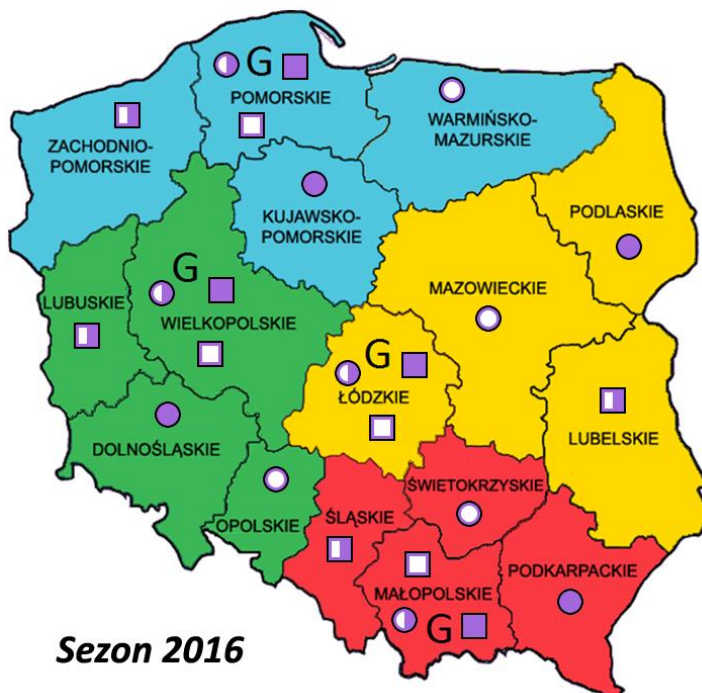 G
POMORSKIE
ZACHODNIO-
POMORSKIE
WARMIŃSKO-
MAZURSKIE
KUJAWSKO-
POMORSKIE
PODLASKIE
G
LUBUSKIE
WIELKOPOLSKIE
MAZOWIECKIE
G
ŁÓDZKIE
DOLNOŚLĄSKIE
LUBELSKIE
OPOLSKIE
ŚLĄSKIE
ŚWIĘTOKRZYSKIE
MAŁOPOLSKIE
G
PODKARPACKIE
Sezon 2016